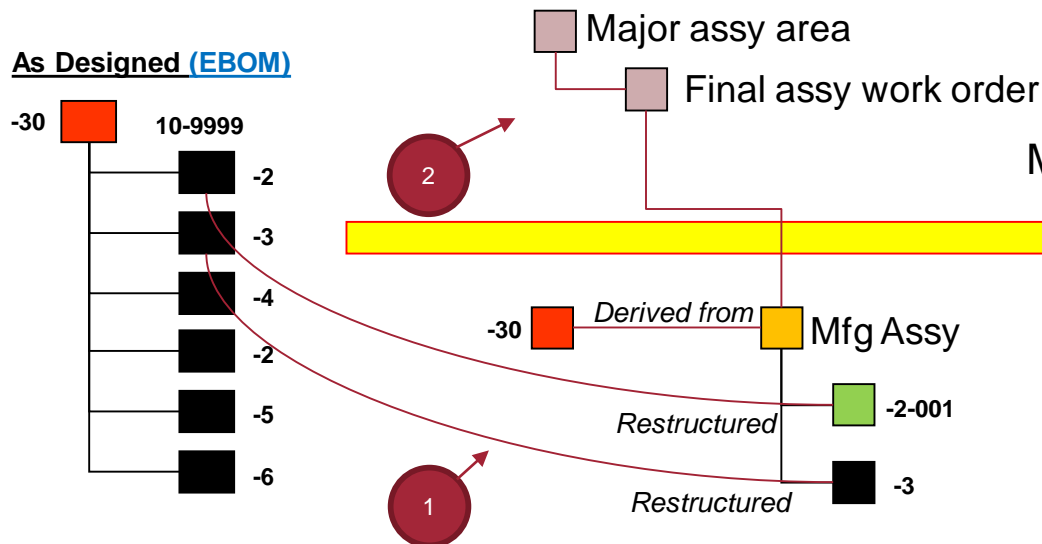 As Designed (EBOM)
-30
10-9999
-2
-3
-4
-2
-5
-6
Major assy area
Final assy work order
2
M
-30
Derived from
Mfg Assy
-2-001
Restructured
-3
Restructured
1